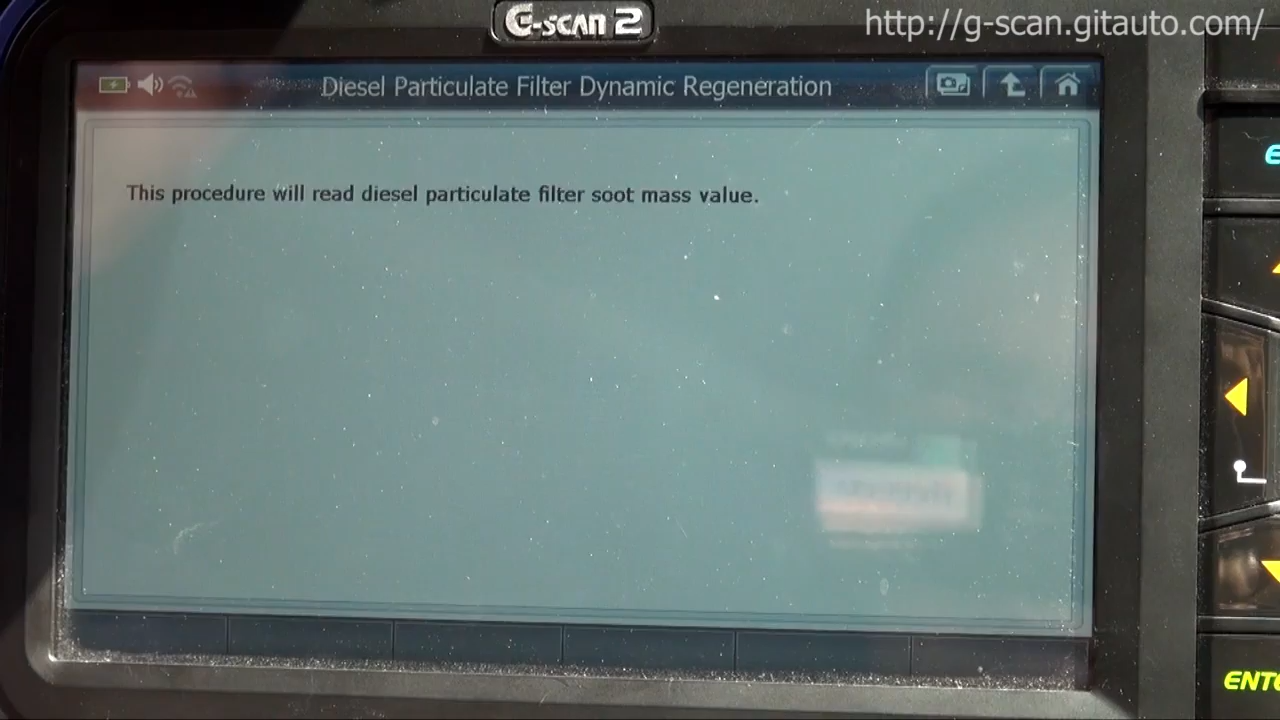 G-scan 2
http://g-scan.gitauto.com/
Diesel Particulate Filter Dynamic Regeneration
This procedure will read diesel particulate filter soot mass value.